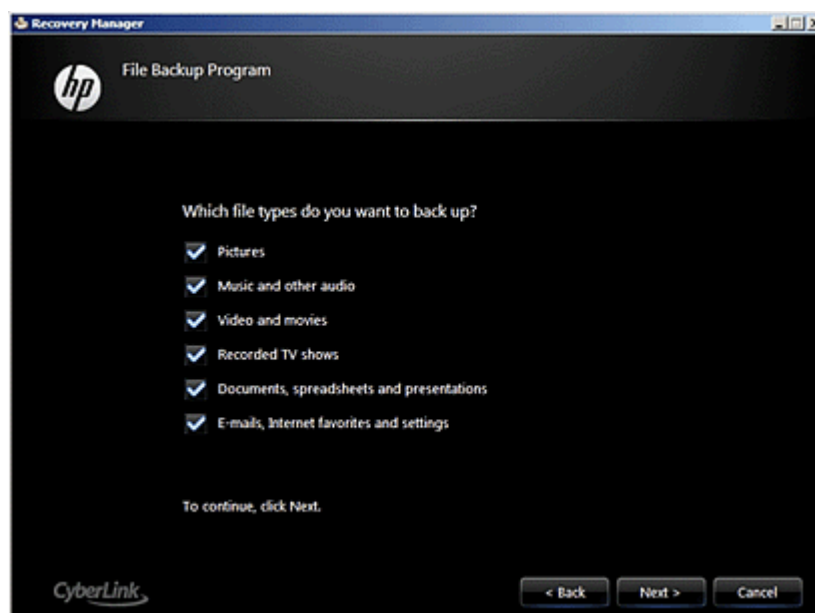 Recovery Manager
hp
File Backup Program
Which file types do you want to back up?
Pictures
Music and other audio
Video and movies
Recorded TV shows
Documents, spreadsheets and presentations
E-mails, Internet favorites and settings
To continue, click Next.
CyberLink
< Back
Next >
Cancel